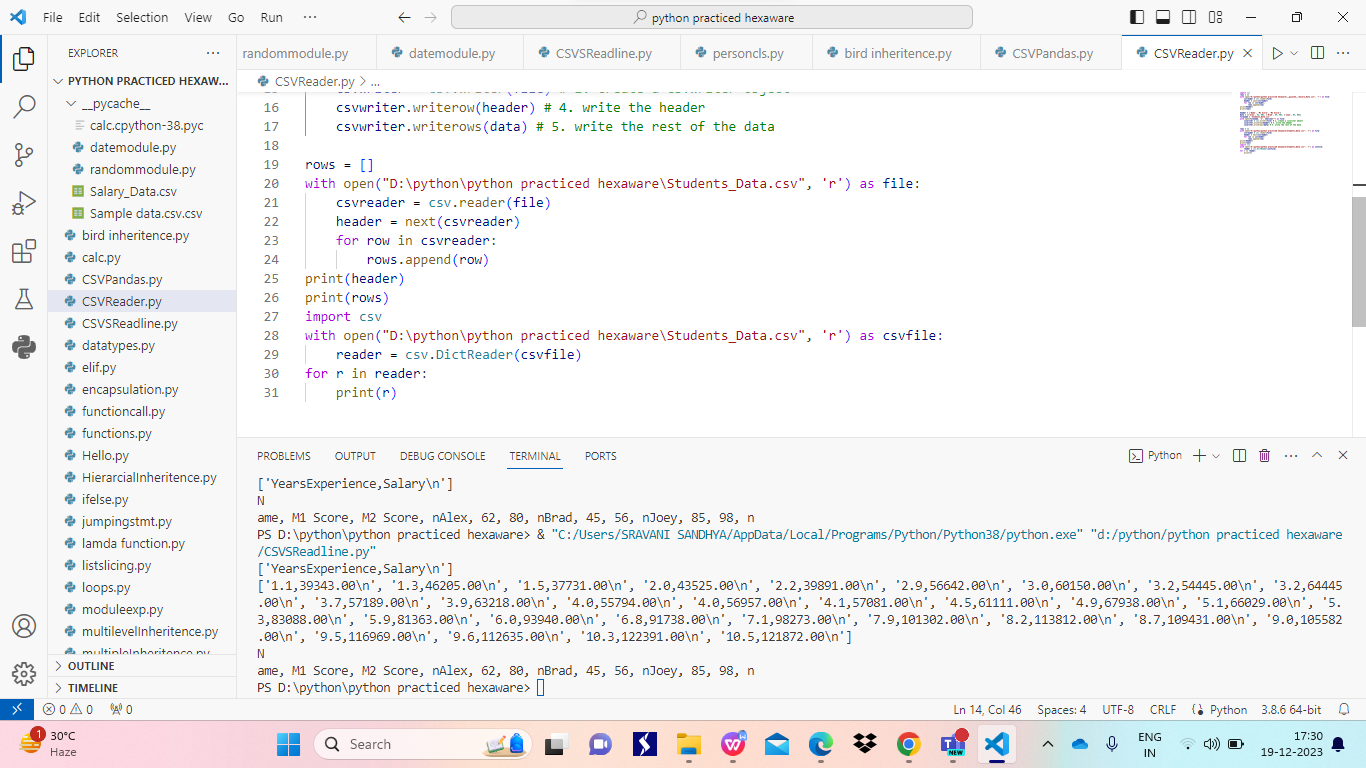 File Edit Selection View Go Run ··· python practiced hexaware
EXPLORER ···
PYTHON PRACTICED HEXAW...
__pycache__
calc.cpython-38.pyc
datemodule.py
randommodule.py
Salary_Data.csv
Sample data.csv.csv
bird inheritence.py
calc.py
CSVPandas.py
CSVReader.py
CSVSReadline.py
datatypes.py
elif.py
encapsulation.py
functioncall.py
functions.py
Hello.py
HierarcialInheritence.py
ifelse.py
jumpingstmt.py
lamda function.py
listslicing.py
loops.py
moduleexp.py
multilevelInheritence.py
multipleInheritence.py
OUTLINE
TIMELINE
randommodule.py datemodule.py CSVSReadline.py personcls.py bird inheritence.py CSVPandas.py CSVReader.py
CSVReader.py > ...
16 csvwriter.writerow(header) # 4. write the header
17 csvwriter.writerows(data) # 5. write the rest of the data
18
19 rows = []
20 with open("D:\python\python practiced hexaware\Students_Data.csv", 'r') as file:
21 csvreader = csv.reader(file)
22 header = next(csvreader)
23 for row in csvreader:
24 rows.append(row)
25 print(header)
26 print(rows)
27 import csv
28 with open("D:\python\python practiced hexaware\Students_Data.csv", 'r') as csvfile:
29 reader = csv.DictReader(csvfile)
30 for r in reader:
31 print(r)
PROBLEMS OUTPUT DEBUG CONSOLE TERMINAL PORTS Python
['YearsExperience,Salary\n']
N
ame, M1 Score, M2 Score, nAlex, 62, 80, nBrad, 45, 56, nJoey, 85, 98, n
PS D:\python\python practiced hexaware> & "C:/Users/SRAVANI SANDHYA/AppData/Local/Programs/Python/Python38/python.exe" "d:/python/python practiced hexaware
/CSVSReadline.py"
['YearsExperience,Salary\n']
['1.1,39343.00\n', '1.3,46205.00\n', '1.5,37731.00\n', '2.0,43525.00\n', '2.2,39891.00\n', '2.9,56642.00\n', '3.0,60150.00\n', '3.2,54445.00\n', '3.2,64445
.00\n', '3.7,57189.00\n', '3.9,63218.00\n', '4.0,55794.00\n', '4.0,56957.00\n', '4.1,57081.00\n', '4.5,61111.00\n', '4.9,67938.00\n', '5.1,66029.00\n', '5.
3,83088.00\n', '5.9,81363.00\n', '6.0,93940.00\n', '6.8,91738.00\n', '7.1,98273.00\n', '7.9,101302.00\n', '8.2,113812.00\n', '8.7,109431.00\n', '9.0,105582
.00\n', '9.5,116969.00\n', '9.6,112635.00\n', '10.3,122391.00\n', '10.5,121872.00\n']
N
ame, M1 Score, M2 Score, nAlex, 62, 80, nBrad, 45, 56, nJoey, 85, 98, n
PS D:\python\python practiced hexaware>
0 0 0 Ln 14, Col 46 Spaces: 4 UTF-8 CRLF Python 3.8.6 64-bit
1 30°C
Haze
Search
NEW
ENG
IN
17:30
19-12-2023